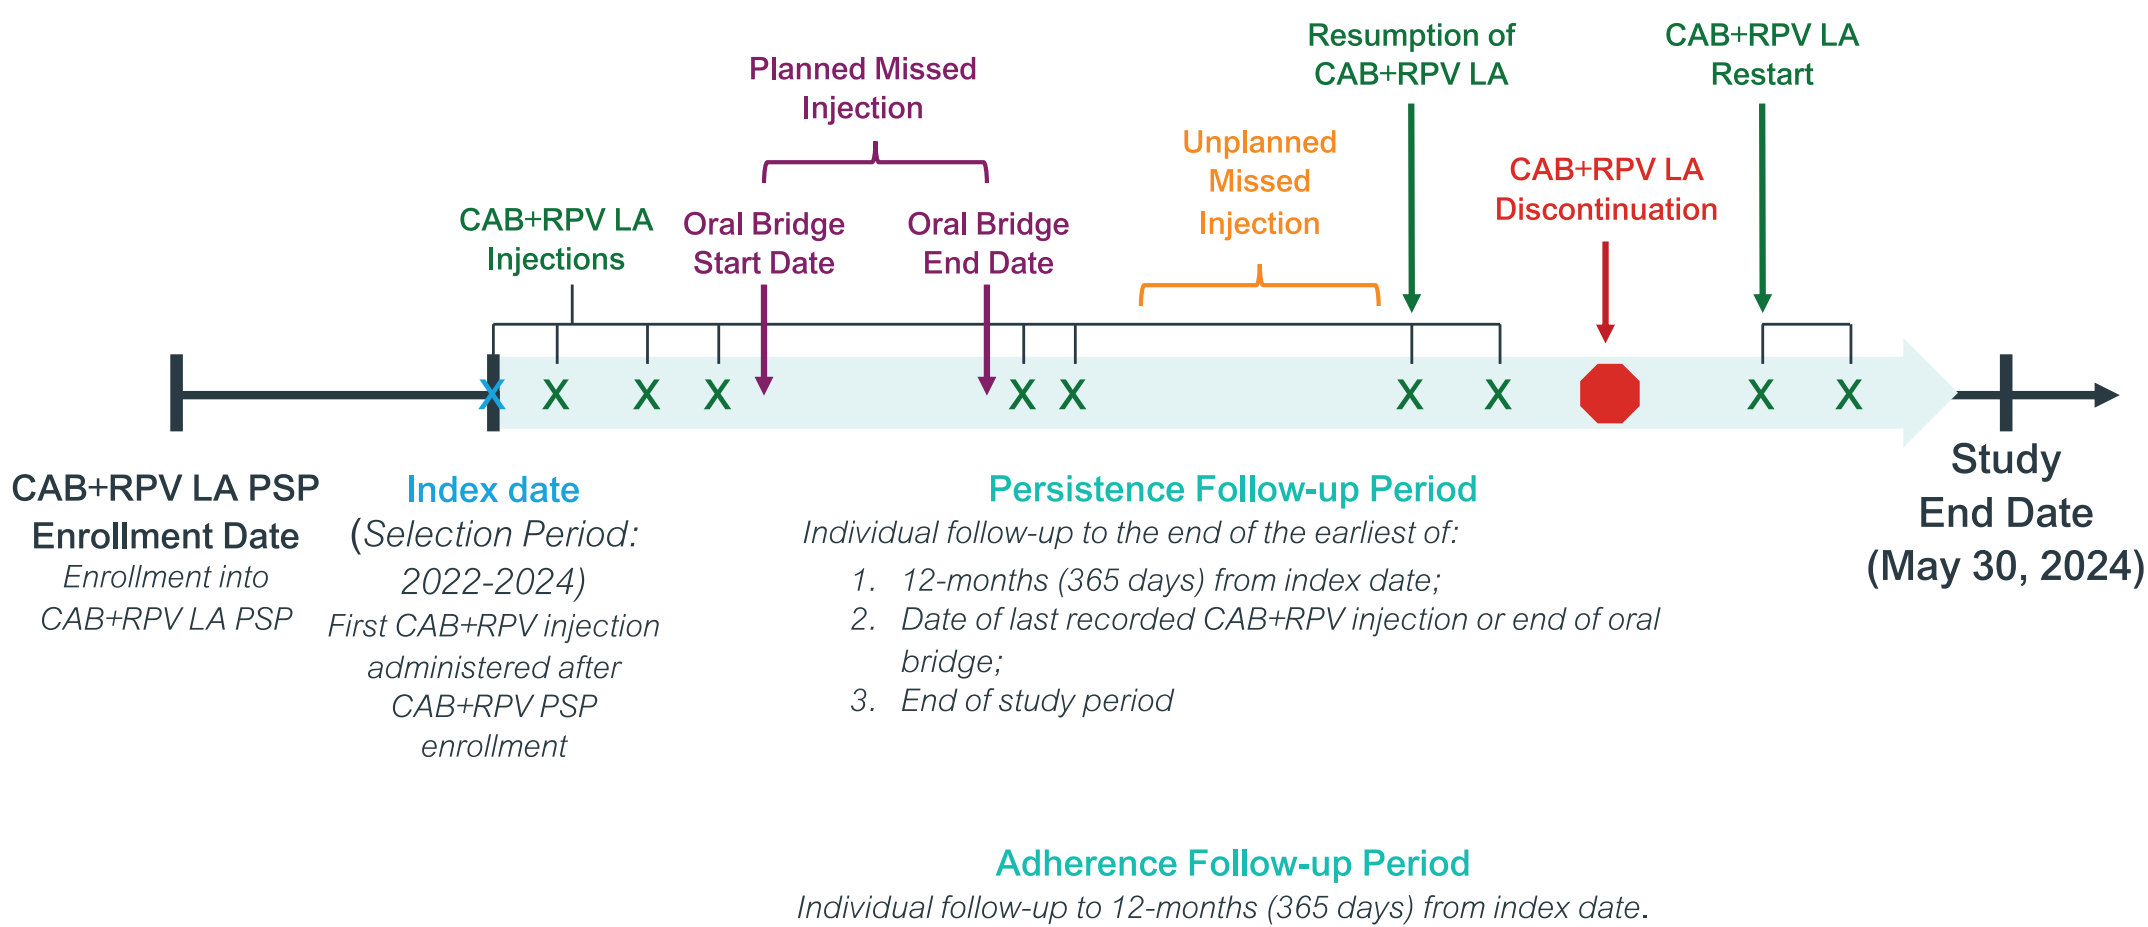 Planned Missed
Injection
CAB+RPV LA
Injections
Oral Bridge
Start Date
Oral Bridge
End Date
Unplanned
Missed
Injection
Resumption of
CAB+RPV LA
CAB+RPV LA
Discontinuation
CAB+RPV LA
Restart
X X X X X X X X X X
CAB+RPV LA PSP
Enrollment Date
Enrollment into
CAB+RPV LA PSP
Index date
(Selection Period:
2022-2024)
First CAB+RPV injection
administered after
CAB+RPV PSP
enrollment
Persistence Follow-up Period
Individual follow-up to the end of the earliest of:
1. 12-months (365 days) from index date;
2. Date of last recorded CAB+RPV injection or end of oral
bridge;
3. End of study period
Study
End Date
(May 30, 2024)
Adherence Follow-up Period
Individual follow-up to 12-months (365 days) from index date.